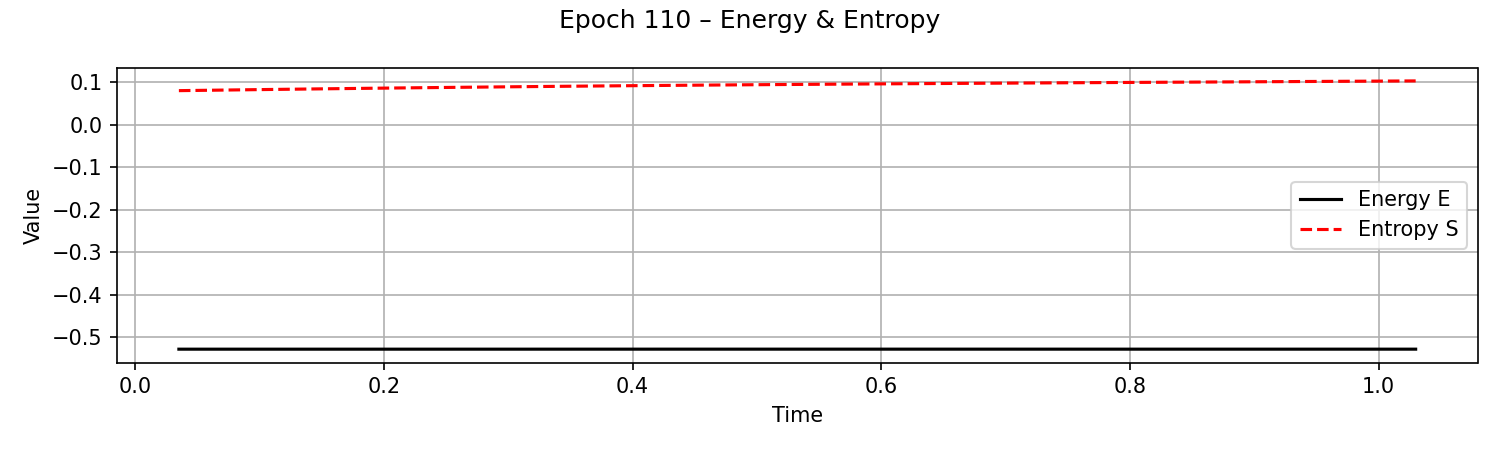 Epoch 110 – Energy & Entropy
0.1
0.0
−0.1
−0.2
−0.3
−0.4
−0.5
Value
Energy E
Entropy S
0.0 0.2 0.4 0.6 0.8 1.0
Time